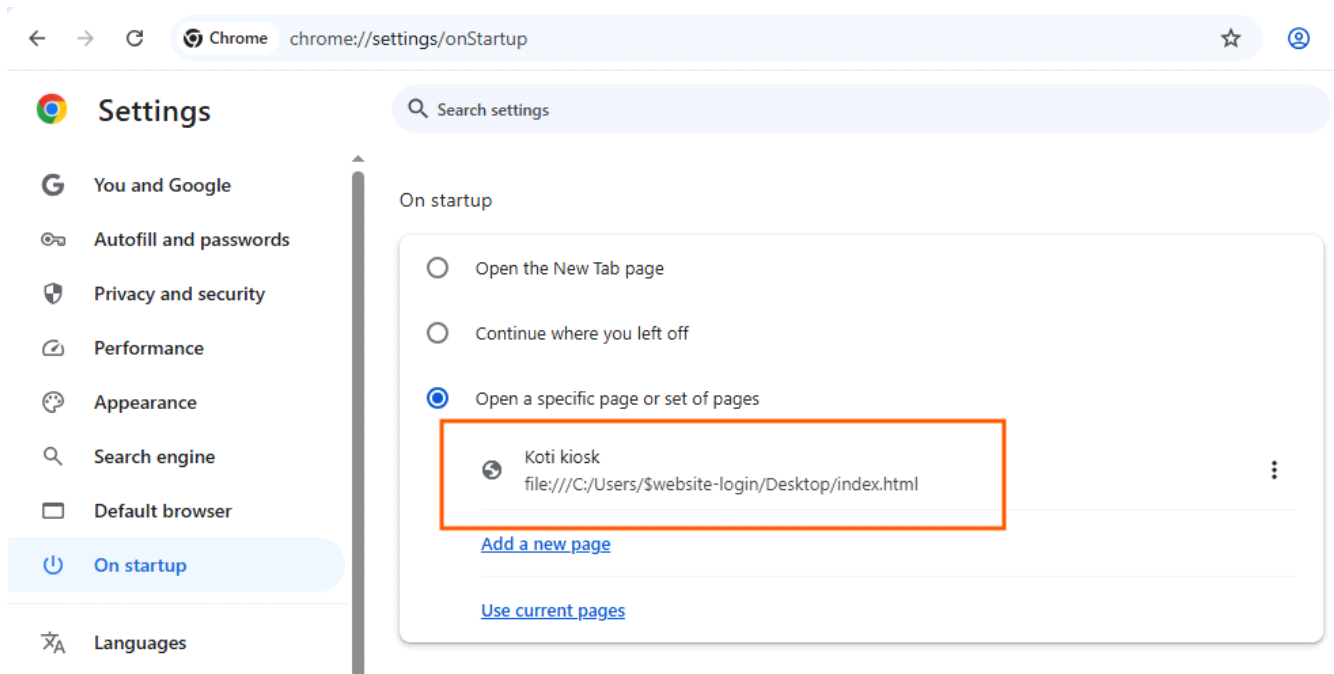 Chrome chrome://settings/onStartup
Settings
Search settings
You and Google
Autofill and passwords
Privacy and security
Performance
Appearance
Search engine
Default browser
On startup
Languages
On startup
Open the New Tab page
Continue where you left off
Open a specific page or set of pages
Koti kiosk
file:///C:/Users/$website-login/Desktop/index.html
Add a new page
Use current pages